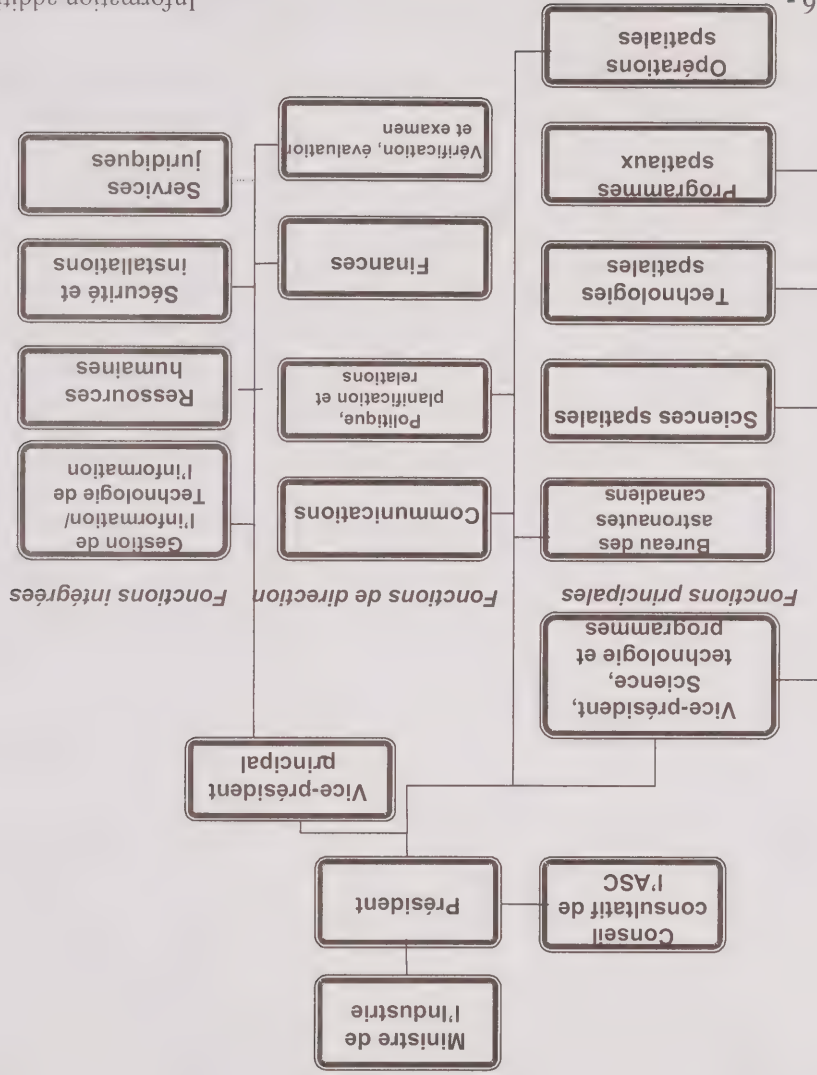 Ministre de
l'Industrie
Conseil
consultatif de
l'ASC
Président
Vice-président
principal
Vice-président,
Science,
technologie et
programmes
Fonctions principales
Fonctions de direction
Fonctions intégrées
Bureau des
astronautes
canadiens
Communications
Gestion de
l'information/
Technologie de
l'information
Sciences spatiales
Politique,
planification et
relations
Ressources
humaines
Technologies
spatiales
Finances
Sécurité et
installations
Programmes
spatiaux
Vérification, évaluation
et examen
Services
juridiques
Opérations
spatiales
6 -
Information additi